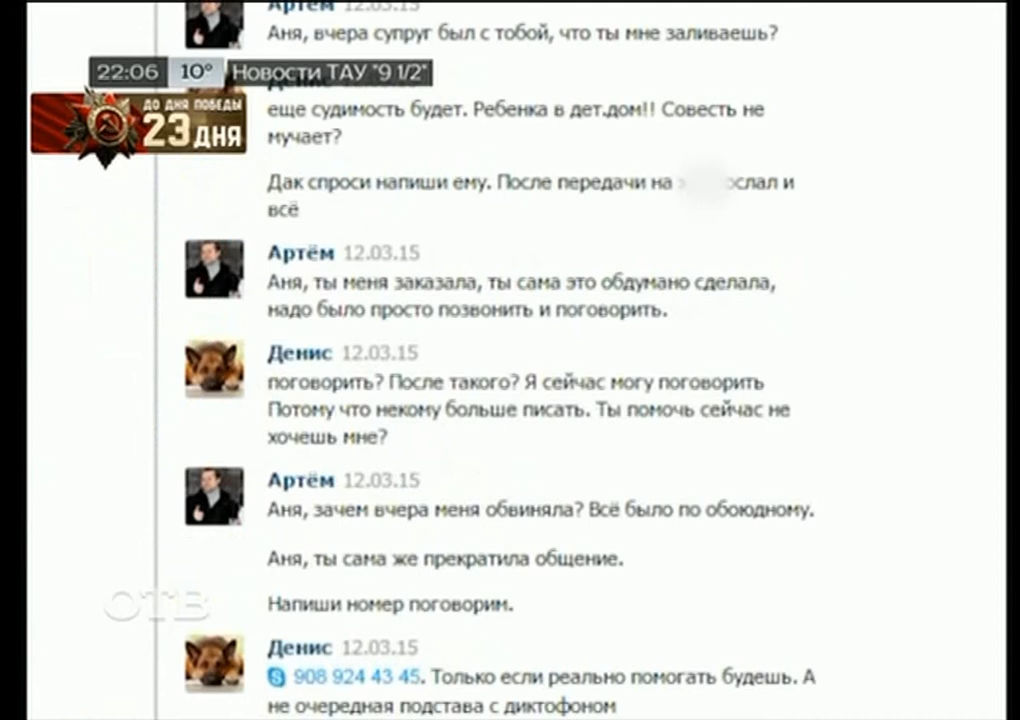 Артём 12.03.15
Аня, вчера супруг был с тобой, что ты мне заливаешь?
22:06 10° Новости ТАУ "9 1/2"
Денис
ДО ДНЯ ПОБЕДЫ
23 ДНЯ
еще судимость будет. Ребенка в дет.дом!! Совесть не
мучает?
Дак спроси напиши ему. После передачи на ослал и
всё
Артём 12.03.15
Аня, ты меня заказала, ты сама это обдумано сделала,
надо было просто позвонить и поговорить.
Денис 12.03.15
поговорить? После такого? Я сейчас могу поговорить
Потому что некому больше писать. Ты помочь сейчас не
хочешь мне?
Артём 12.03.15
Аня, зачем вчера меня обвиняла? Всё было по обоюдному.
Аня, ты сама же прекратила общение.
Напиши номер поговорим.
ОТВ
Денис 12.03.15
908 924 43 45. Только если реально помогать будешь. А
не очередная подстава с диктофоном